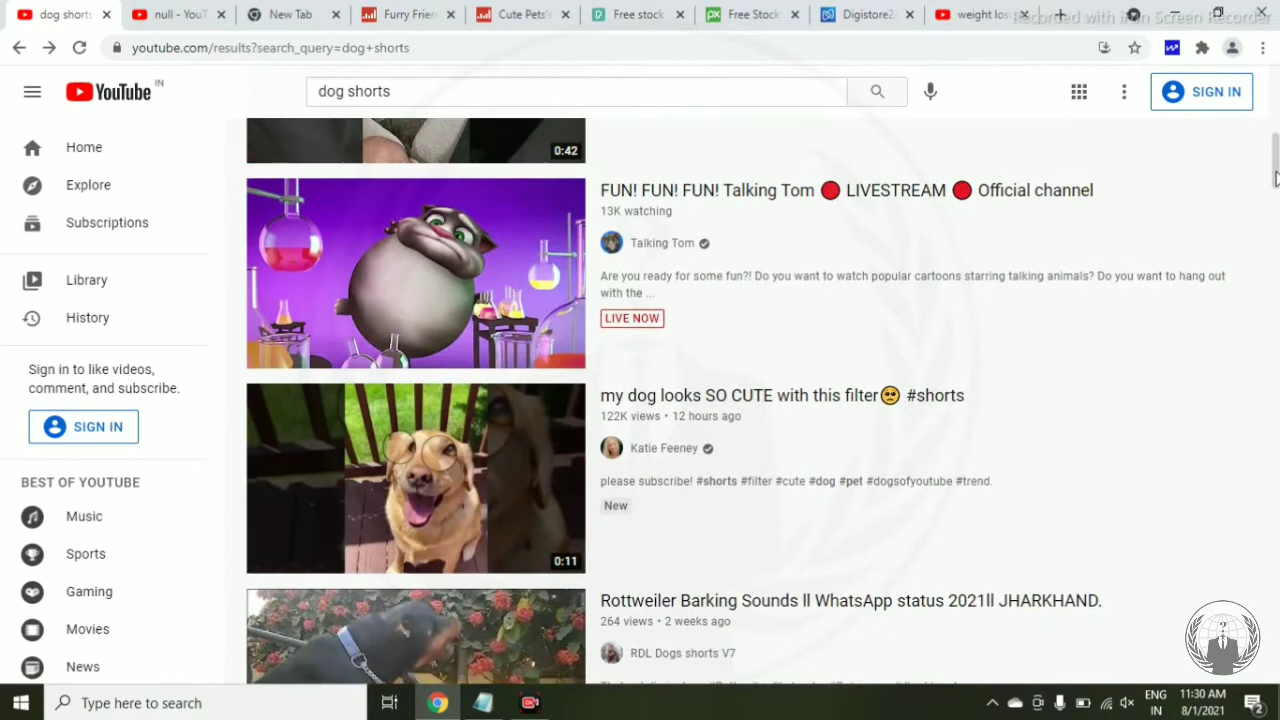 dog shorts
null - YouT
New Tab
Furry Frien
Cute Pets's
Free stock
Free Stock
Digistore2
weight los
Recorded with iTop Screen Recorder
youtube.com/results?search_query=dog+shorts
YouTube IN
dog shorts
SIGN IN
Home
Explore
Subscriptions
Library
History
Sign in to like videos,
comment, and subscribe.
SIGN IN
BEST OF YOUTUBE
Music
Sports
Gaming
Movies
News
0:42
FUN! FUN! FUN! Talking Tom 🔴 LIVESTREAM 🔴 Official channel
13K watching
Talking Tom
Are you ready for some fun?! Do you want to watch popular cartoons starring talking animals? Do you want to hang out
with the ...
LIVE NOW
my dog looks SO CUTE with this filter🥺 #shorts
122K views • 12 hours ago
Katie Feeney
please subscribe! #shorts #filter #cute #dog #pet #dogsofyoutube #trend.
New
0:11
Rottweiler Barking Sounds ll WhatsApp status 2021ll JHARKHAND.
264 views • 2 weeks ago
RDL Dogs shorts V7
Type here to search
ENG
IN
11:30 AM
8/1/2021
2